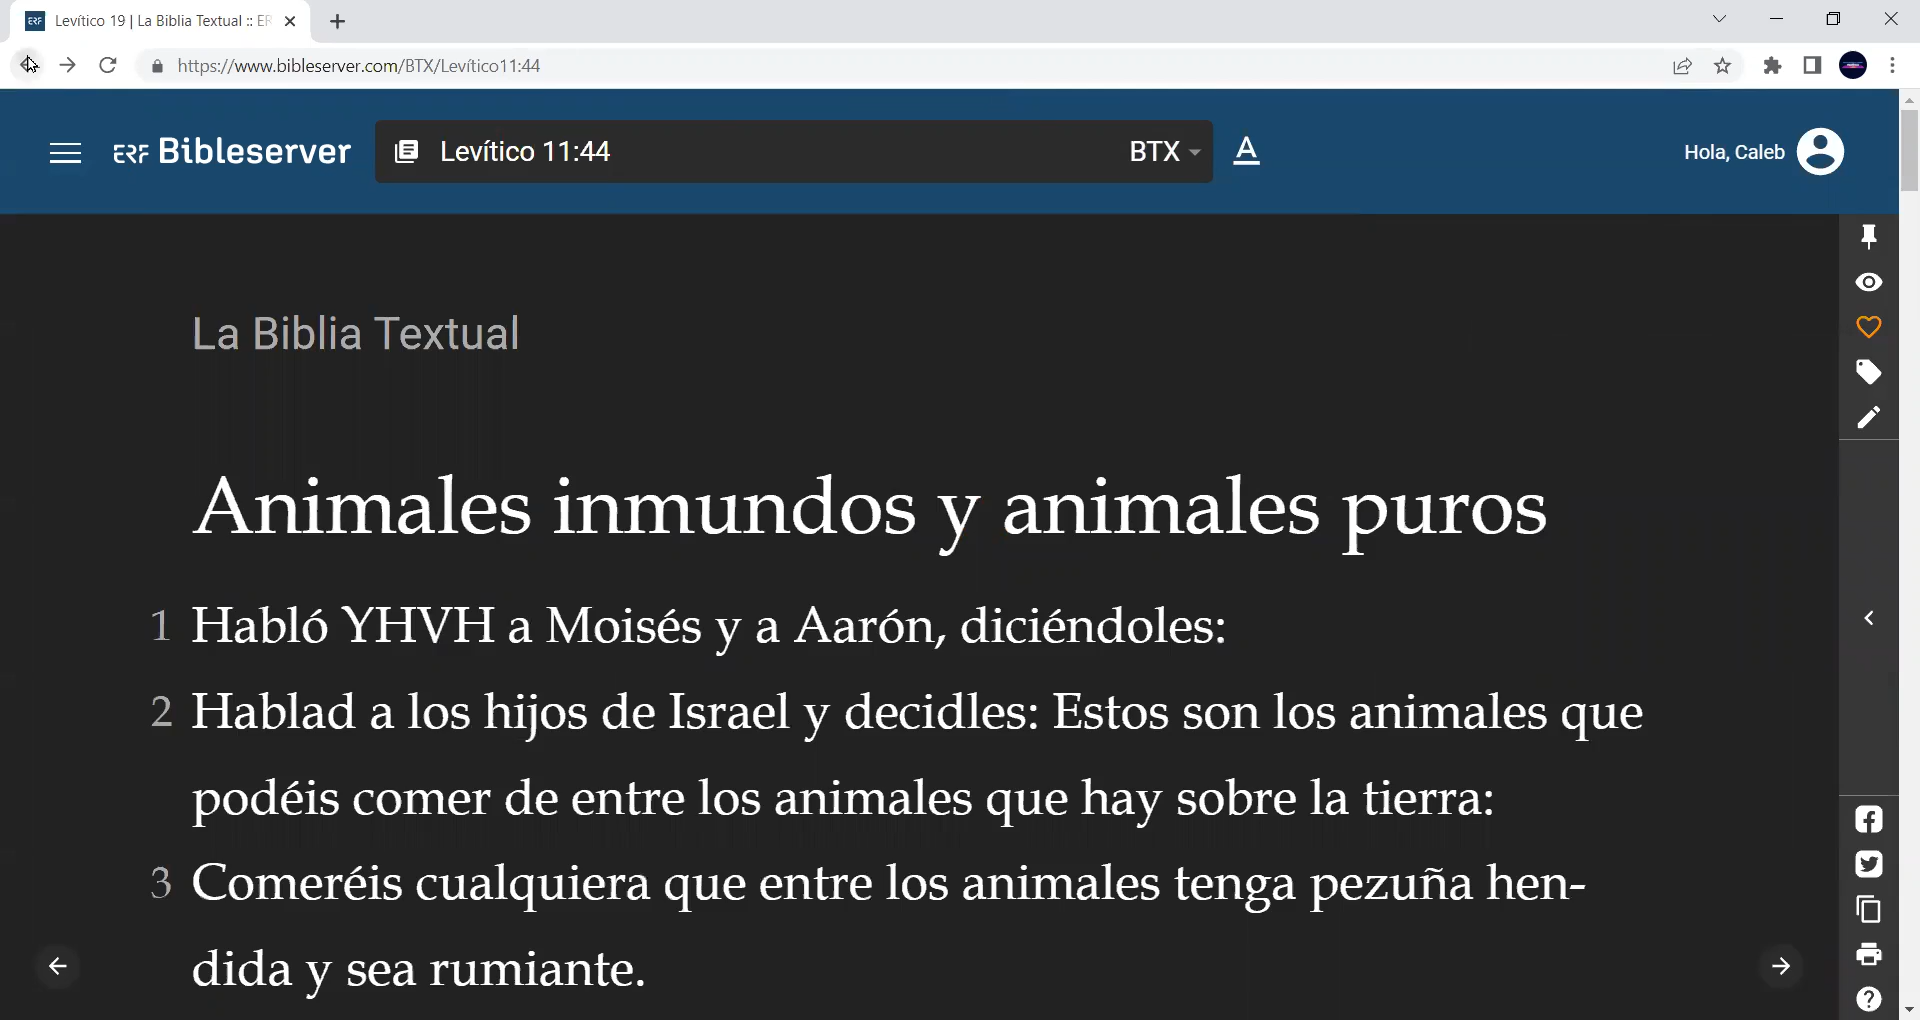 Levítico 19 | La Biblia Textual :: ER
https://www.bibleserver.com/BTX/Levítico11:44
ERF Bibleserver
Levítico 11:44
BTX
A
Hola, Caleb
La Biblia Textual
Animales inmundos y animales puros
1 Habló YHVH a Moisés y a Aarón, diciéndoles:
2 Hablad a los hijos de Israel y decidles: Estos son los animales que
podéis comer de entre los animales que hay sobre la tierra:
3 Comeréis cualquiera que entre los animales tenga pezuña hen-
dida y sea rumiante.